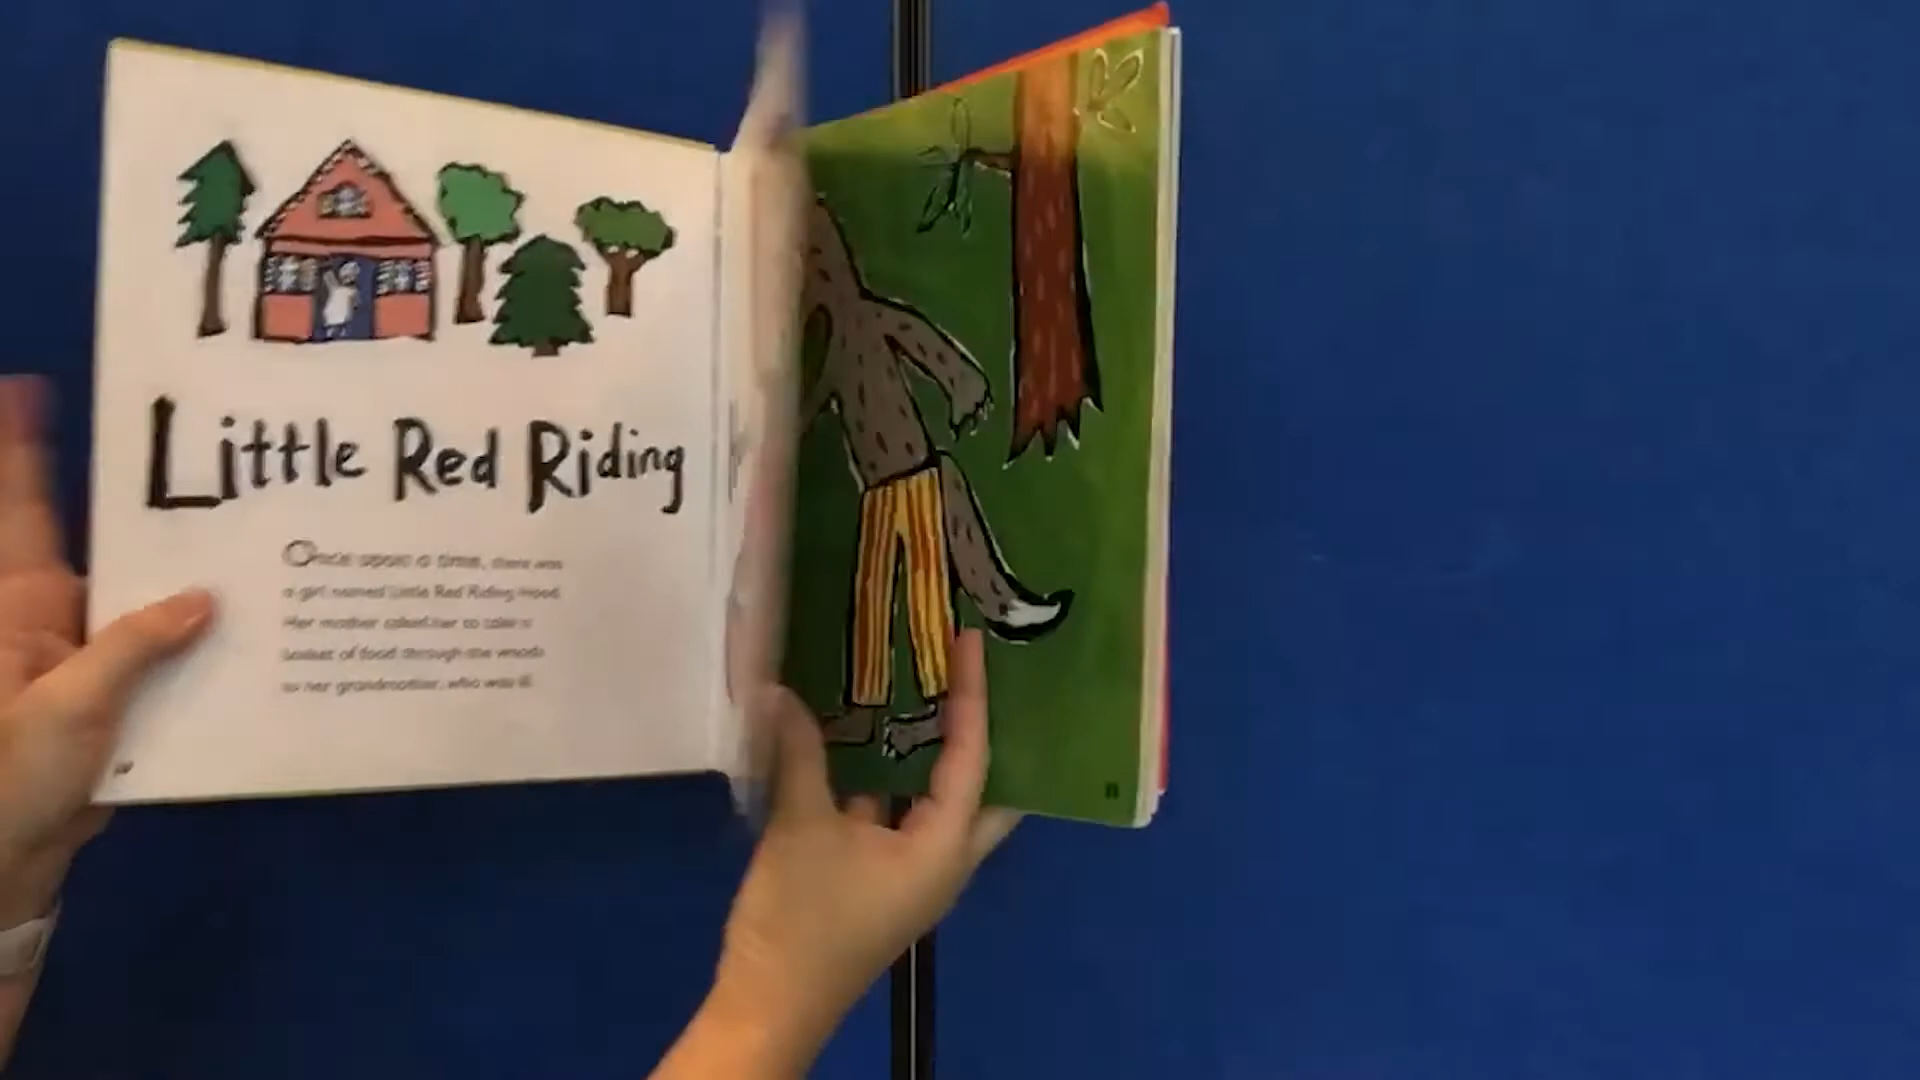 Little Red Riding
Once upon a time, there was
a girl named Little Red Riding Hood.
Her mother asked her to take a
basket of food through the woods
to her grandmother, who was ill.